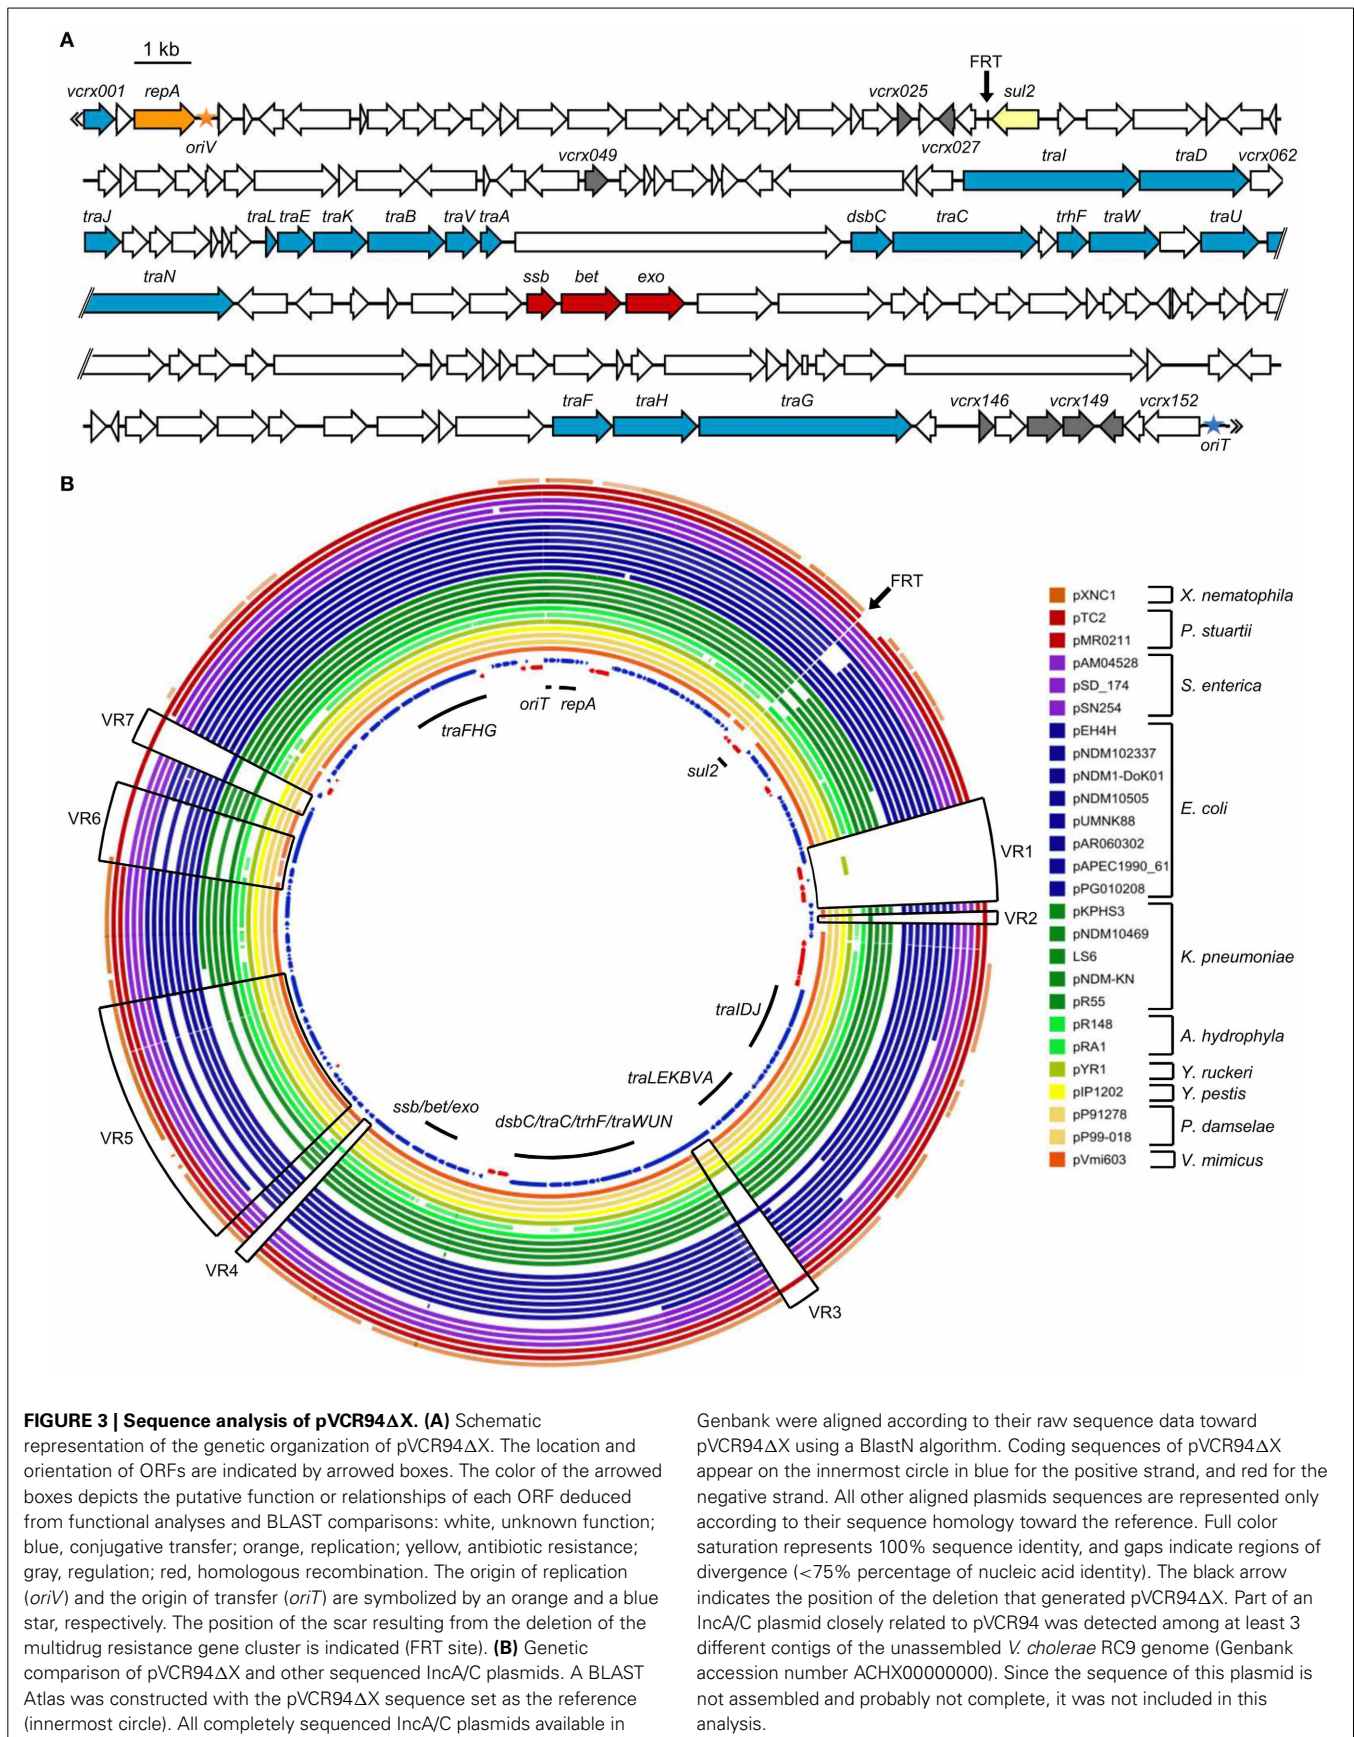 A
1 kb
FRT
vcrx001 repA vcrx025 sul2
oriV vcrx027
vcrx049 traI traD vcrx062
traJ traL traE traK traB traV traA dsbC traC trhF traW traU
traN ssb bet exo
traF traH traG vcrx146 vcrx149 vcrx152
oriT
B
FRT
oriT repA
traFHG
sul2
VR7
VR6
VR1
VR2
traIDJ
traLEKBVA
ssb/bet/exo
dsbC/traC/trhF/traWUN
VR5
VR4
VR3
pXNC1 X. nematophila
pTC2
P. stuartii
pMR0211
pAM04528
pSD_174 S. enterica
pSN254
pEH4H
pNDM102337
pNDM1-DoK01
pNDM10505
E. coli
pUMNK88
pAR060302
pAPEC1990_61
pPG010208
pKPHS3
pNDM10469
LS6 K. pneumoniae
pNDM-KN
pR55
pR148
A. hydrophyla
pRA1
pYR1 Y. ruckeri
pIP1202 Y. pestis
pP91278
P. damselae
pP99-018
pVmi603 V. mimicus
FIGURE 3 | Sequence analysis of pVCR94ΔX. (A) Schematic
representation of the genetic organization of pVCR94ΔX. The location and
orientation of ORFs are indicated by arrowed boxes. The color of the arrowed
boxes depicts the putative function or relationships of each ORF deduced
from functional analyses and BLAST comparisons: white, unknown function;
blue, conjugative transfer; orange, replication; yellow, antibiotic resistance;
gray, regulation; red, homologous recombination. The origin of replication
(oriV) and the origin of transfer (oriT) are symbolized by an orange and a blue
star, respectively. The position of the scar resulting from the deletion of the
multidrug resistance gene cluster is indicated (FRT site). (B) Genetic
comparison of pVCR94ΔX and other sequenced IncA/C plasmids. A BLAST
Atlas was constructed with the pVCR94ΔX sequence set as the reference
(innermost circle). All completely sequenced IncA/C plasmids available in
Genbank were aligned according to their raw sequence data toward
pVCR94ΔX using a BlastN algorithm. Coding sequences of pVCR94ΔX
appear on the innermost circle in blue for the positive strand, and red for the
negative strand. All other aligned plasmids sequences are represented only
according to their sequence homology toward the reference. Full color
saturation represents 100% sequence identity, and gaps indicate regions of
divergence (<75% percentage of nucleic acid identity). The black arrow
indicates the position of the deletion that generated pVCR94ΔX. Part of an
IncA/C plasmid closely related to pVCR94 was detected among at least 3
different contigs of the unassembled V. cholerae RC9 genome (Genbank
accession number ACHX00000000). Since the sequence of this plasmid is
not assembled and probably not complete, it was not included in this
analysis.